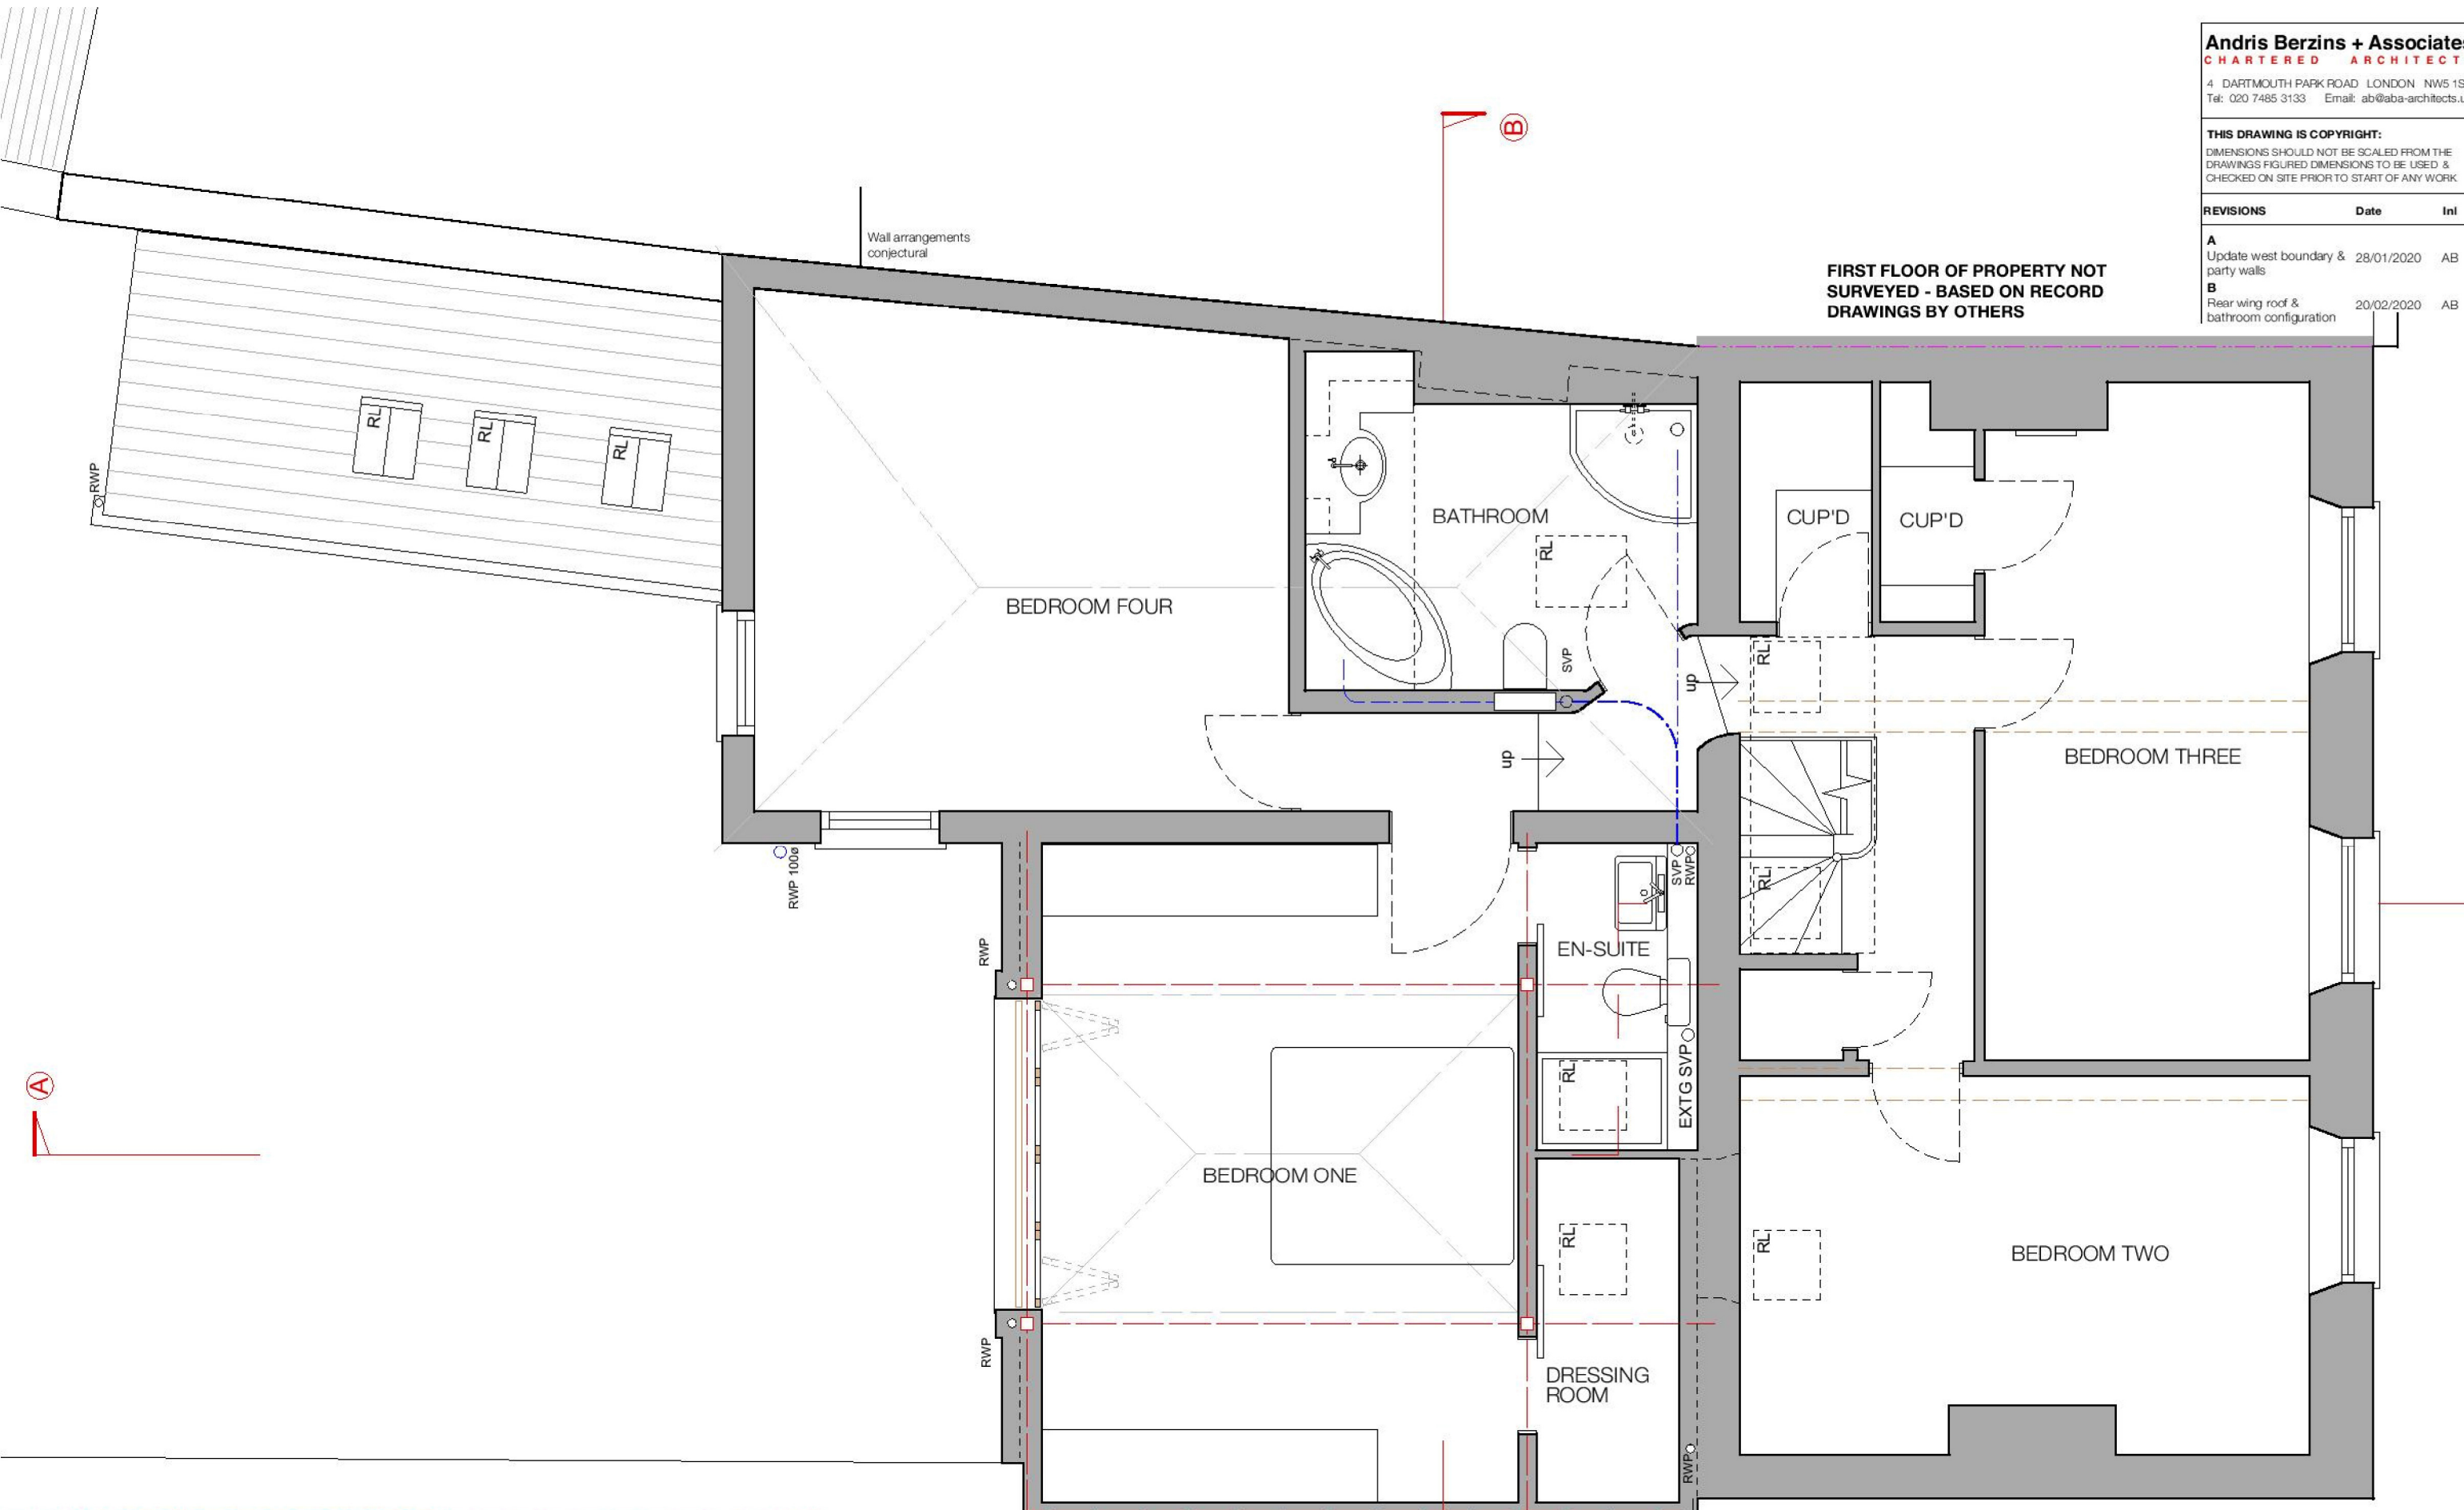 Andris Berzins + Associates
CHARTERED ARCHITECT
4 DARTMOUTH PARK ROAD LONDON NW5 1S
Tel: 020 7485 3133 Email: ab@aba-architects.u
THIS DRAWING IS COPYRIGHT:
DIMENSIONS SHOULD NOT BE SCALED FROM THE
DRAWINGS FIGURED DIMENSIONS TO BE USED &
CHECKED ON SITE PRIOR TO START OF ANY WORK
REVISIONS Date Inl
A
Update west boundary & 28/01/2020 AB
party walls
B
Rear wing roof & 20/02/2020 AB
bathroom configuration
B
Wall arrangements
conjectural
FIRST FLOOR OF PROPERTY NOT
SURVEYED - BASED ON RECORD
DRAWINGS BY OTHERS
RL
RL
RL
RWP
BATHROOM
CUP'D
CUP'D
RL
BEDROOM FOUR
SVP
RL
up
up
BEDROOM THREE
RWP 100ø
SVP
RWP
RL
RWP
EN-SUITE
A
RL
EXTG SVP
BEDROOM ONE
RL
RL
BEDROOM TWO
RWP
DRESSING
ROOM
RWP